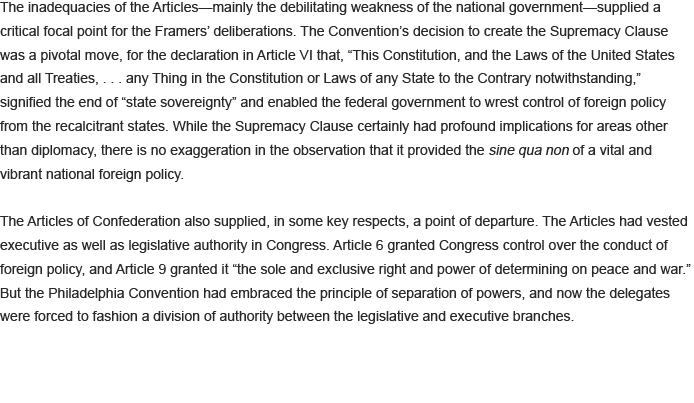 The inadequacies of the Articles—mainly the debilitating weakness of the national government—supplied a
critical focal point for the Framers’ deliberations. The Convention’s decision to create the Supremacy Clause
was a pivotal move, for the declaration in Article VI that, “This Constitution, and the Laws of the United States
and all Treaties, . . . any Thing in the Constitution or Laws of any State to the Contrary notwithstanding,”
signified the end of “state sovereignty” and enabled the federal government to wrest control of foreign policy
from the recalcitrant states. While the Supremacy Clause certainly had profound implications for areas other
than diplomacy, there is no exaggeration in the observation that it provided the sine qua non of a vital and
vibrant national foreign policy.
The Articles of Confederation also supplied, in some key respects, a point of departure. The Articles had vested
executive as well as legislative authority in Congress. Article 6 granted Congress control over the conduct of
foreign policy, and Article 9 granted it “the sole and exclusive right and power of determining on peace and war.”
But the Philadelphia Convention had embraced the principle of separation of powers, and now the delegates
were forced to fashion a division of authority between the legislative and executive branches.